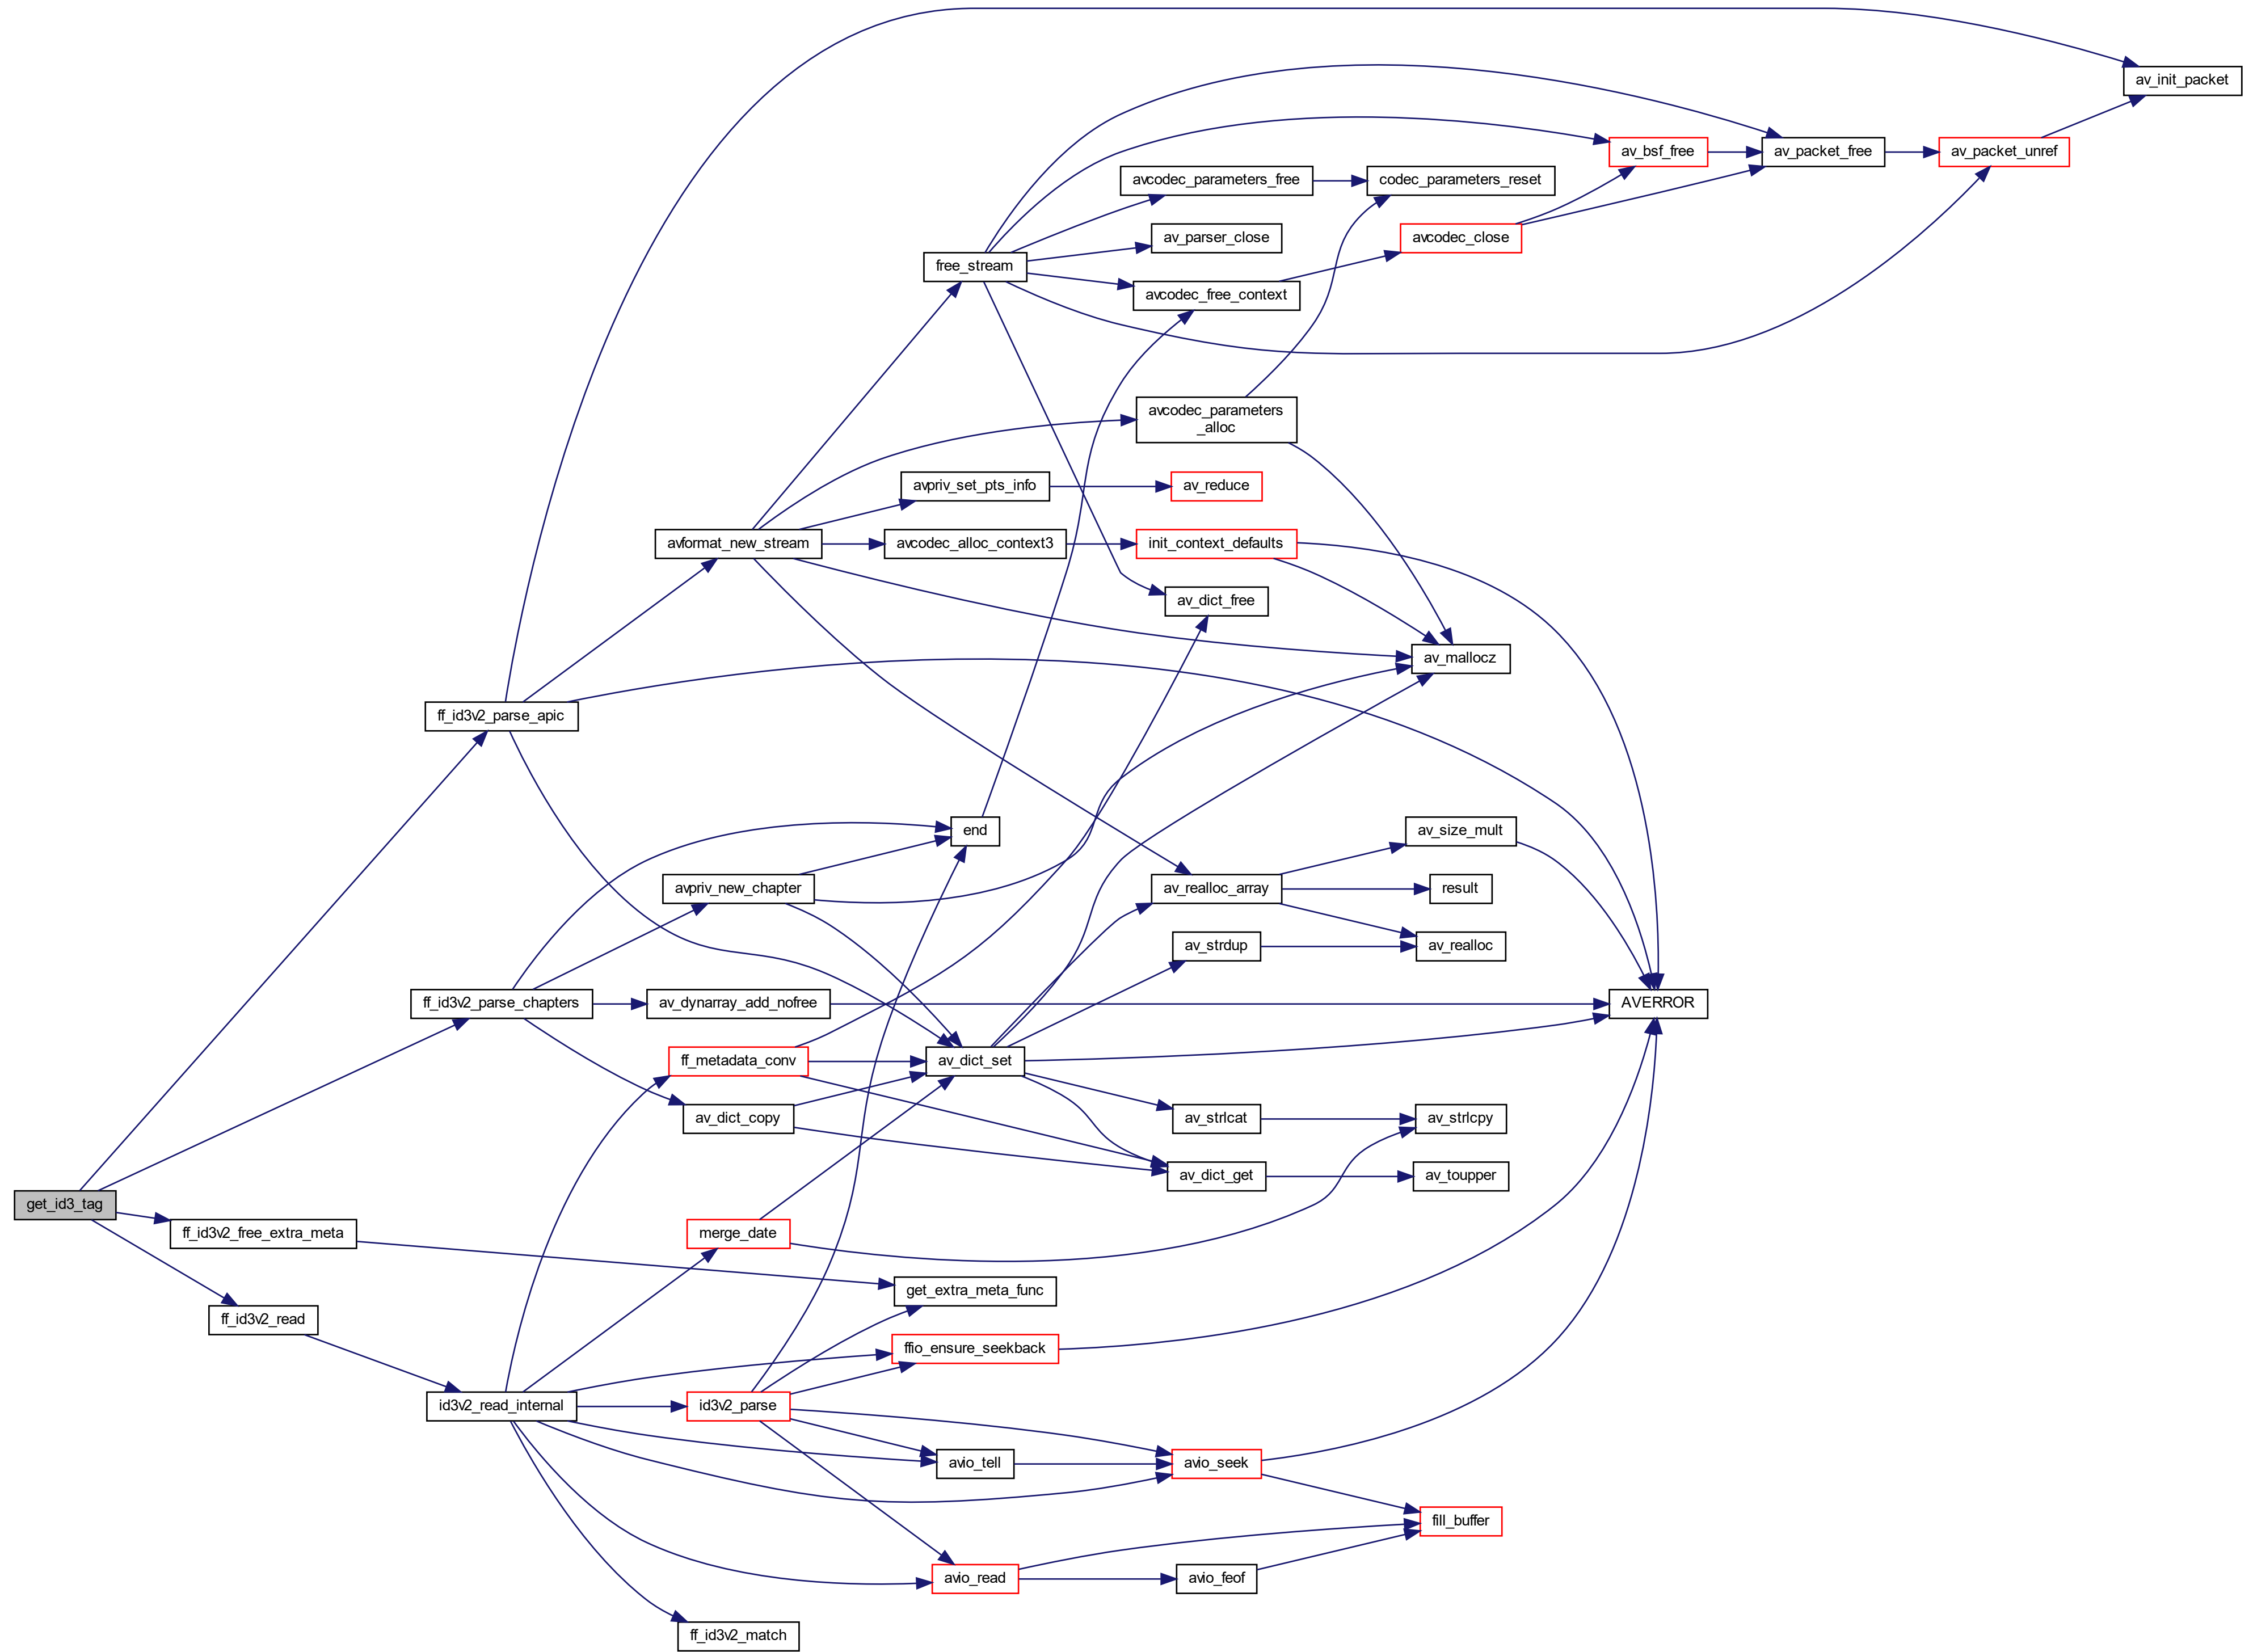 av_init_packet
av_bsf_free
av_packet_free
av_packet_unref
avcodec_parameters_free
codec_parameters_reset
av_parser_close
avcodec_close
free_stream
avcodec_free_context
avcodec_parameters
_alloc
avpriv_set_pts_info
av_reduce
avformat_new_stream
avcodec_alloc_context3
init_context_defaults
av_dict_free
av_mallocz
ff_id3v2_parse_apic
end
av_size_mult
avpriv_new_chapter
av_realloc_array
result
av_strdup
av_realloc
ff_id3v2_parse_chapters
av_dynarray_add_nofree
AVERROR
ff_metadata_conv
av_dict_set
av_dict_copy
av_strlcat
av_strlcpy
av_dict_get
av_toupper
get_id3_tag
ff_id3v2_free_extra_meta
merge_date
get_extra_meta_func
ff_id3v2_read
ffio_ensure_seekback
id3v2_read_internal
id3v2_parse
avio_tell
avio_seek
fill_buffer
avio_read
avio_feof
ff_id3v2_match